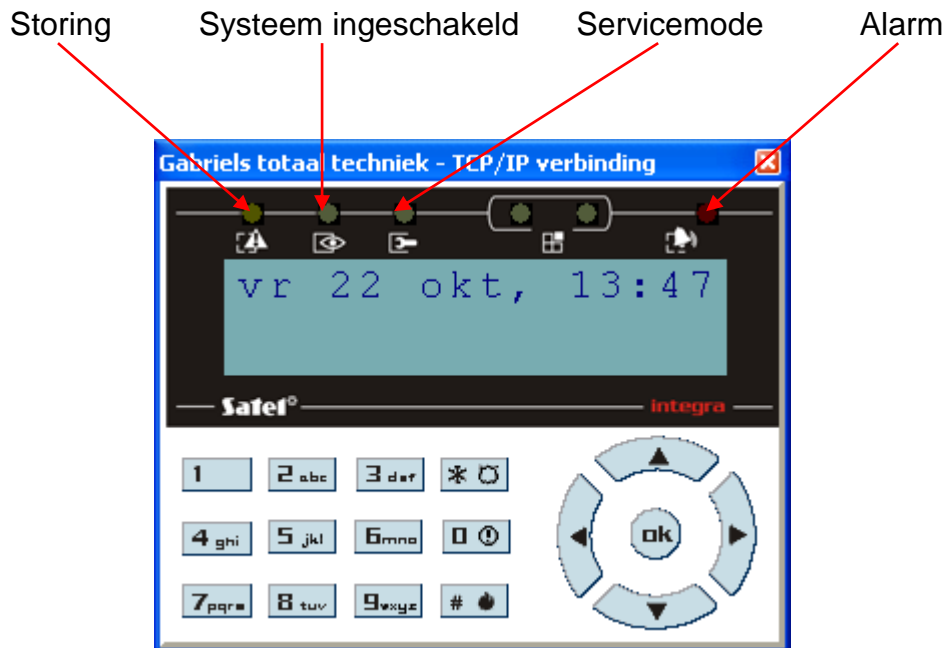 Storing Systeem ingeschakeld Servicemode Alarm
Gabriels totaal techniek - TCP/IP verbinding
vr 22 okt, 13:47
Satel® integra
1 2 abc 3 def *
4 ghi 5 jkl 6 mno 0
ok
7 pqrs 8 tuv 9 wxyz #